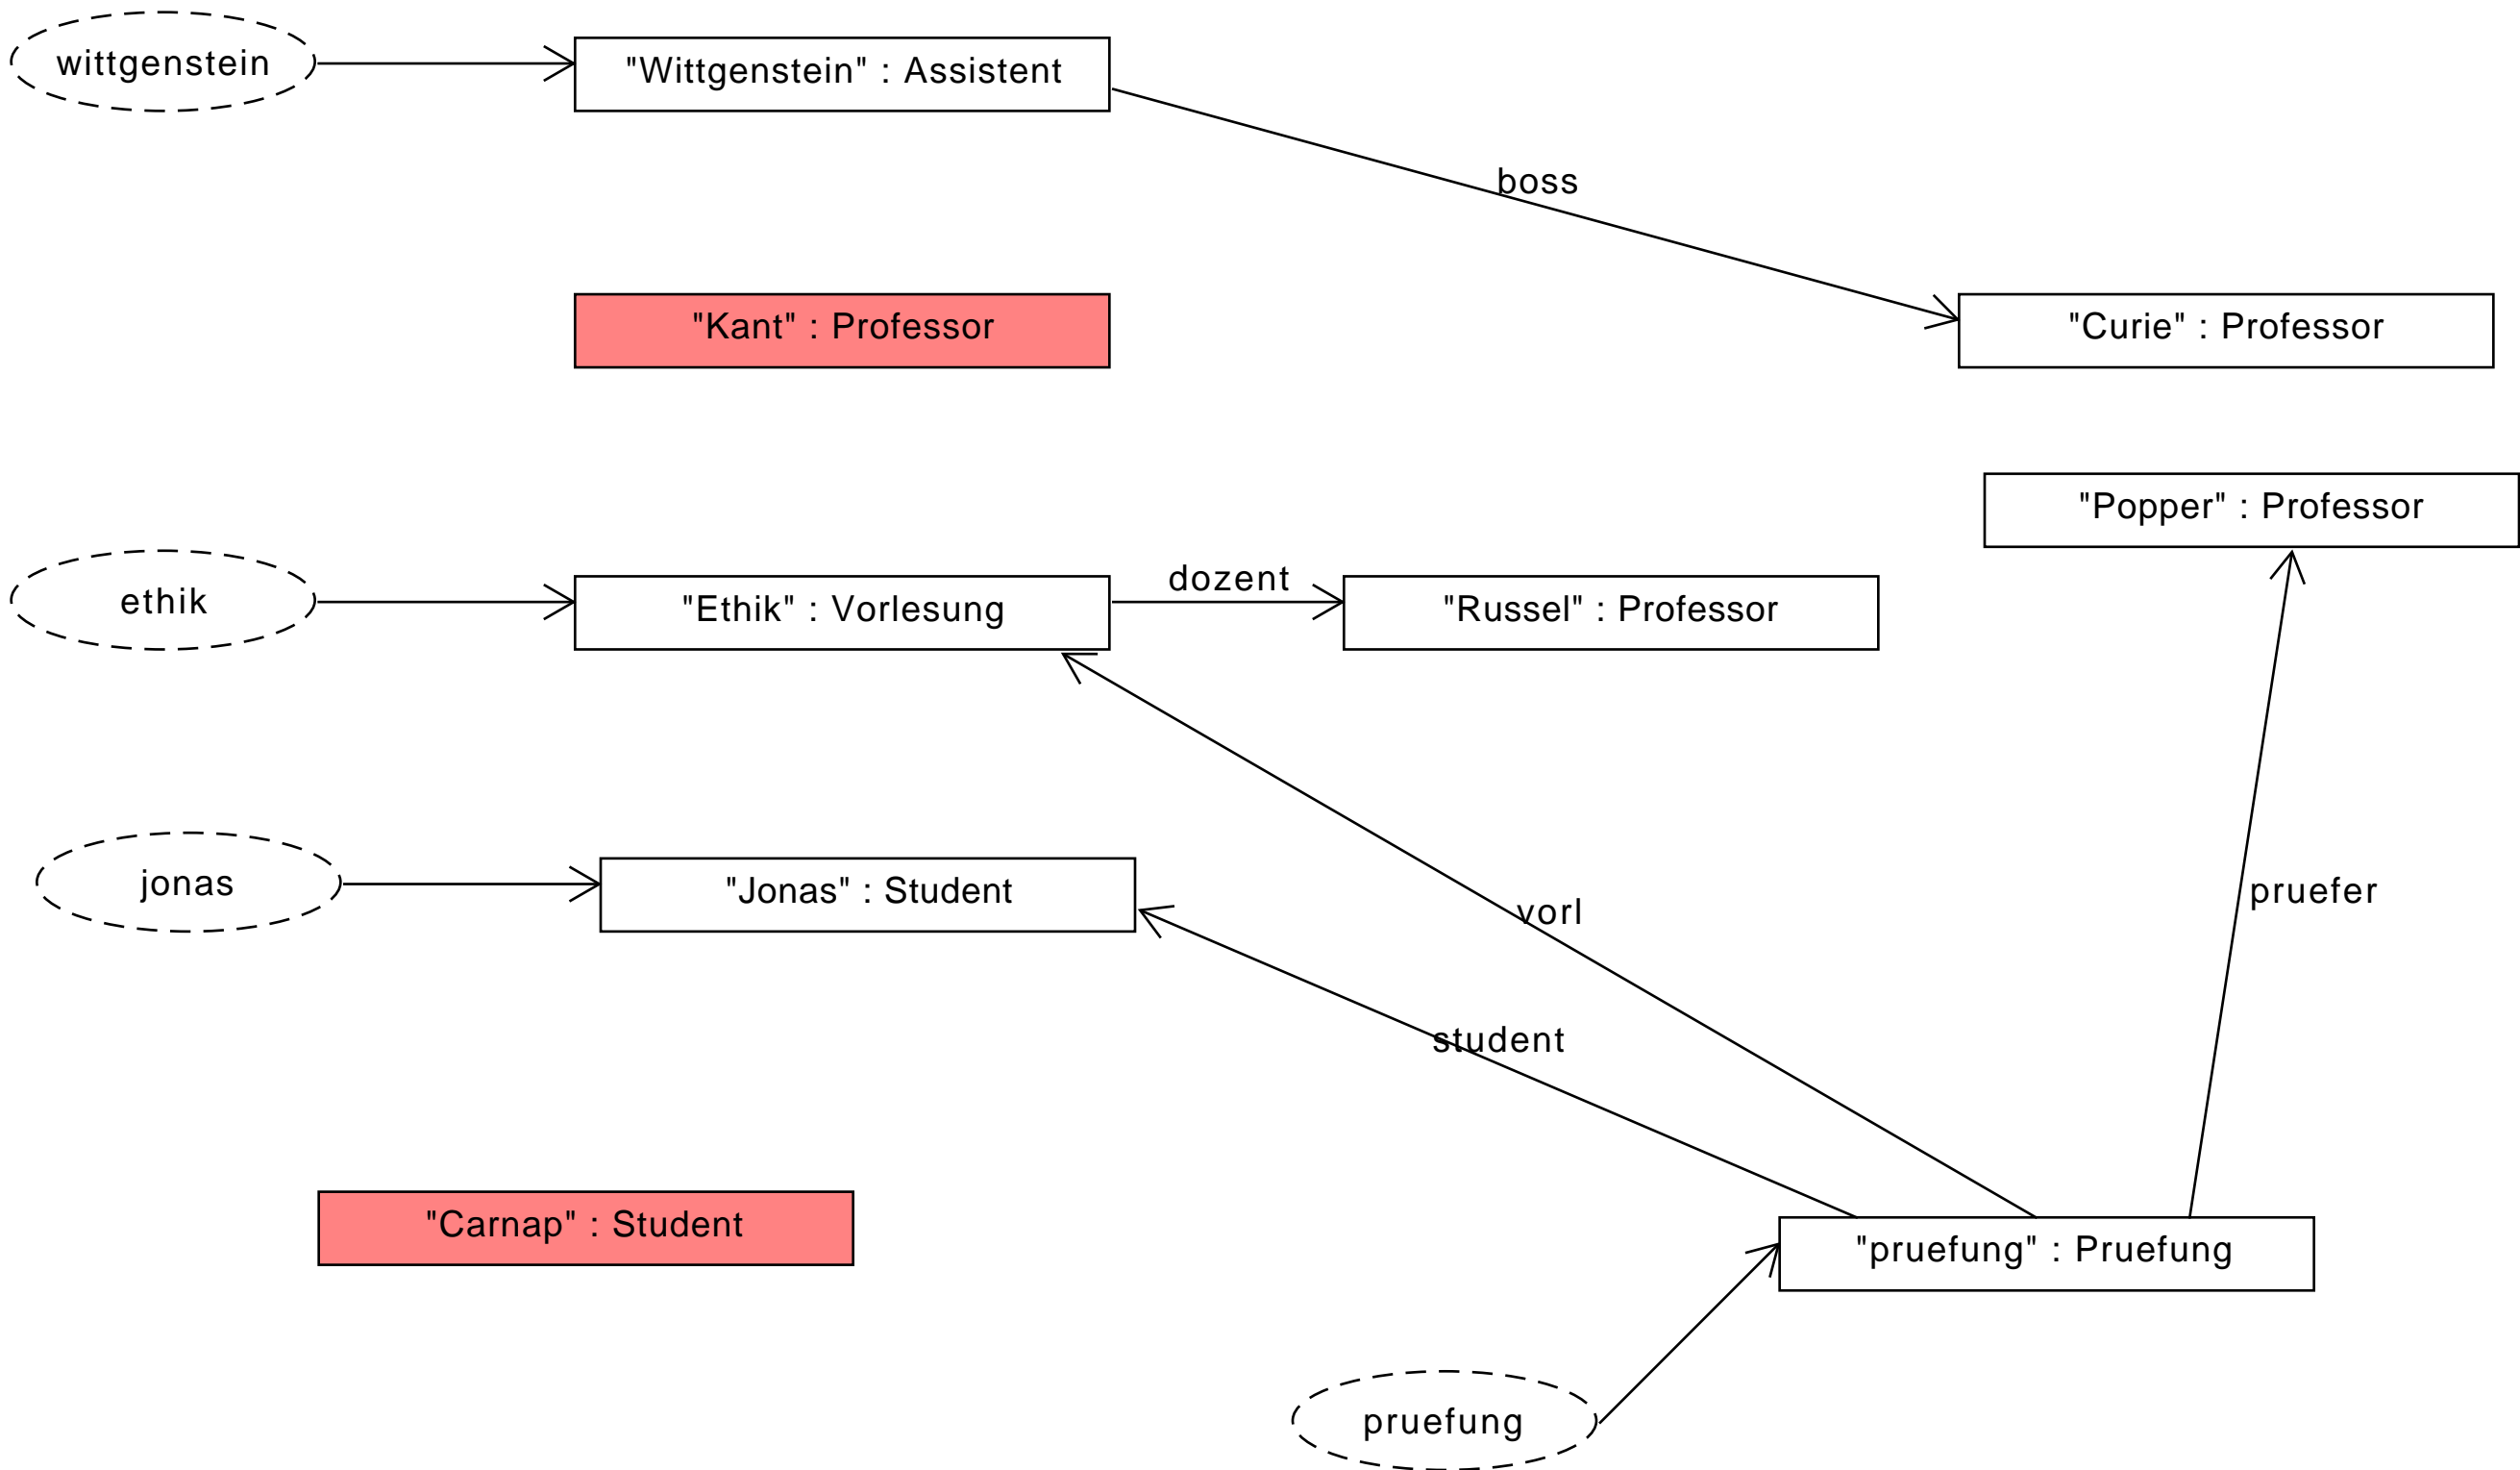 wittgenstein
"Wittgenstein" : Assistent
boss
"Kant" : Professor
"Curie" : Professor
"Popper" : Professor
ethik
"Ethik" : Vorlesung
dozent
"Russel" : Professor
jonas
"Jonas" : Student
vorl
pruefer
student
"Carnap" : Student
"pruefung" : Pruefung
pruefung